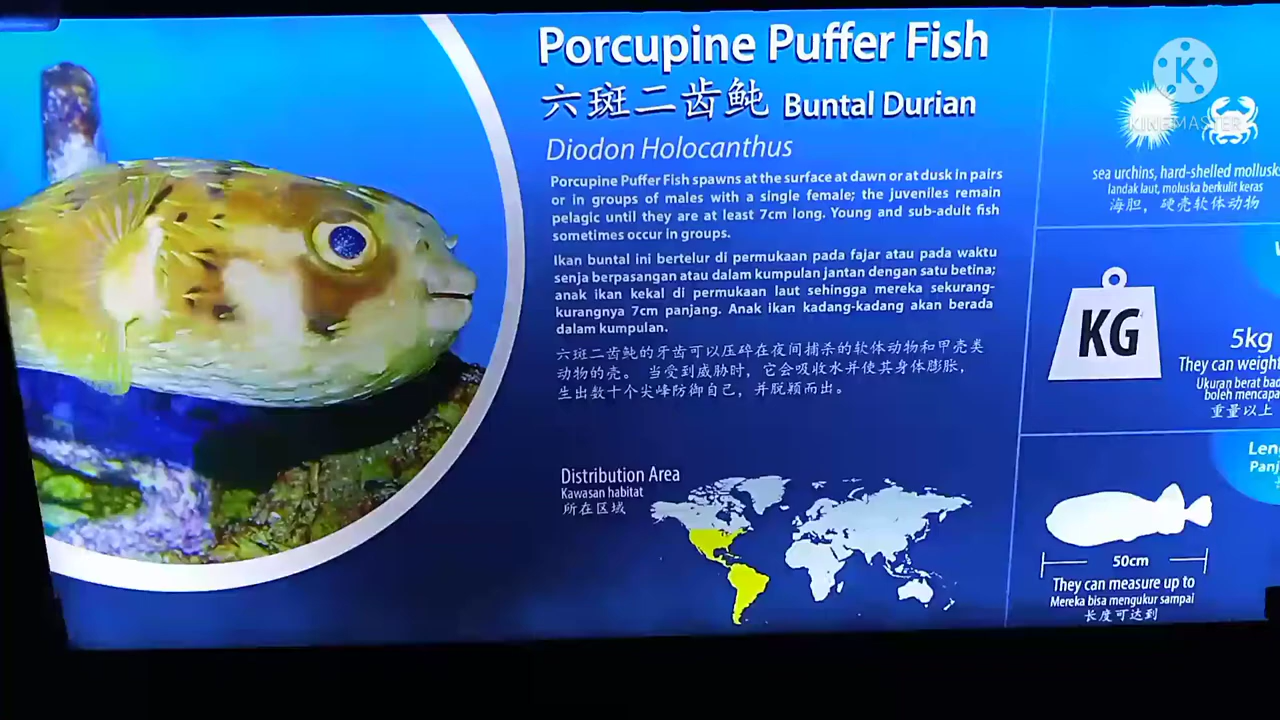 Porcupine Puffer Fish
六斑二齿鲀 Buntal Durian
Diodon Holocanthus
Porcupine Puffer Fish spawns at the surface at dawn or at dusk in pairs
or in groups of males with a single female; the juveniles remain
pelagic until they are at least 7cm long. Young and sub-adult fish
sometimes occur in groups.
Ikan buntal ini bertelur di permukaan pada fajar atau pada waktu
senja berpasangan atau dalam kumpulan jantan dengan satu betina;
anak ikan kekal di permukaan laut sehingga mereka sekurang-
kurangnya 7cm panjang. Anak ikan kadang-kadang akan berada
dalam kumpulan.
六斑二齿鲀的牙齿可以压碎在夜间捕杀的软体动物和甲壳类
动物的壳。 当受到威胁时，它会吸收水并使其身体膨胀，
生出数十个尖峰防御自己，并脱颖而出。
Distribution Area
Kawasan habitat
所在区域
K
KINEMASTER
sea urchins, hard-shelled mollusks
landak laut, moluska berkulit keras
海胆，硬壳软体动物
KG
5kg
They can weight
Ukuran berat bad
boleh mencapa
重量以上
Leng
Panj
50cm
They can measure up to
Mereka bisa mengukur sampai
长度可达到